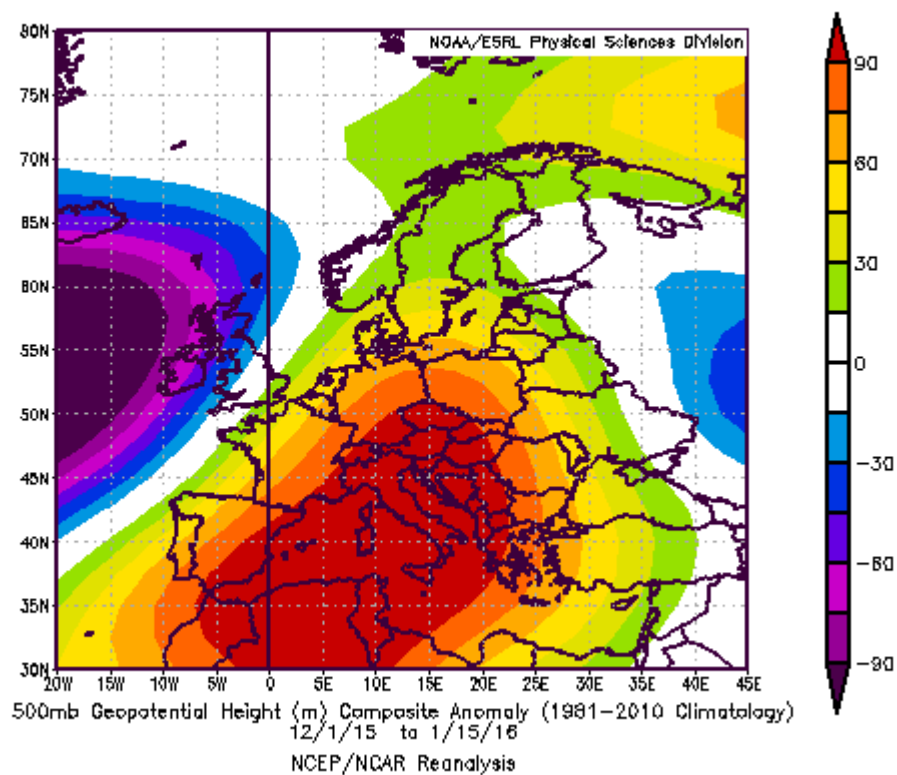 NOAA/ESRL Physical Sciences Division
80N
75N
70N
65N
60N
55N
50N
45N
40N
35N
30N
20W 15W 10W 5W 0 5E 10E 15E 20E 25E 30E 35E 40E 45E
90
60
30
0
-30
-60
-90
500mb Geopotential Height (m) Composite Anomaly (1981-2010 Climatology)
12/1/15 to 1/15/16
NCEP/NCAR Reanalysis